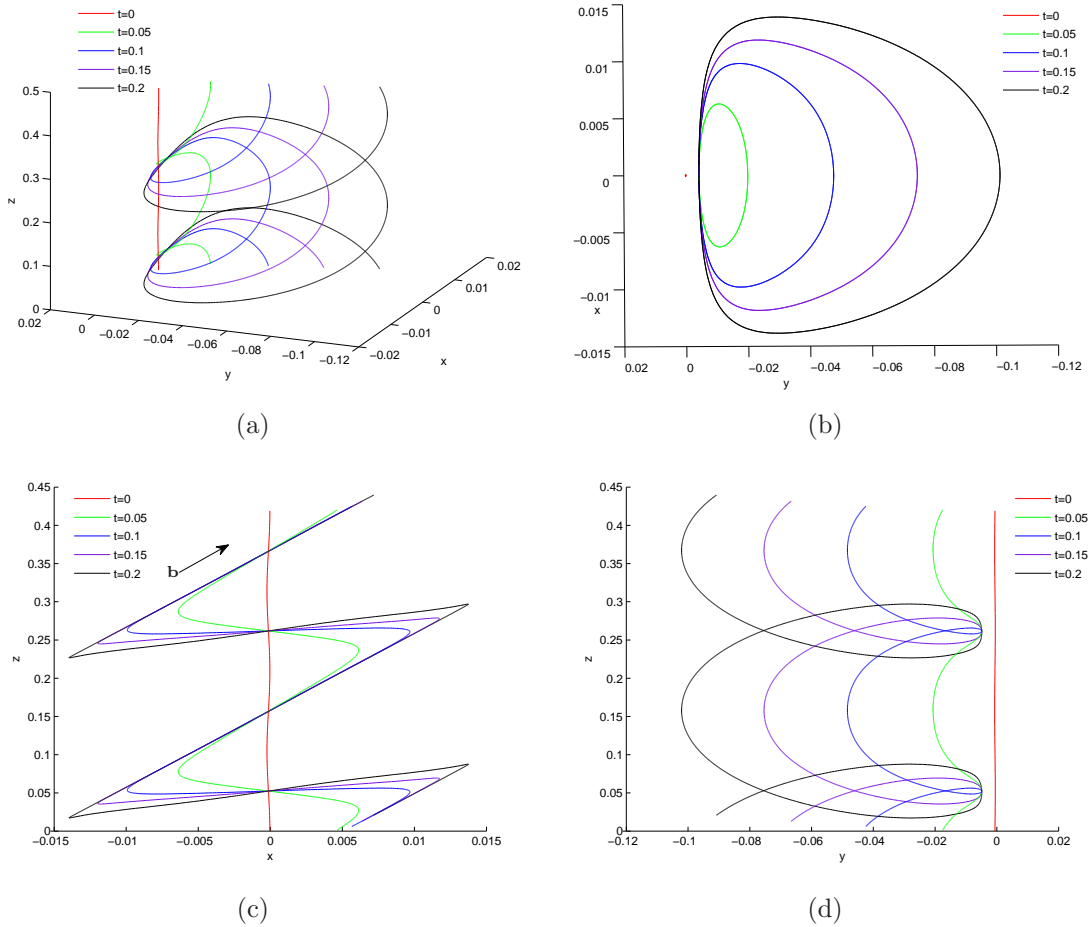 t=0
t=0.05
t=0.1
t=0.15
t=0.2
0.5
0.4
0.3
0.2
0.1
0
z
0.02
0
−0.02
−0.04
−0.06
−0.08
−0.1
−0.12
y
−0.02
−0.01
0
0.01
0.02
x
(a)
0.015
0.01
0.005
0
−0.005
−0.01
x
−0.015
0.02
0
−0.02
−0.04
−0.06
−0.08
−0.1
−0.12
y
t=0
t=0.05
t=0.1
t=0.15
t=0.2
(b)
0.45
0.4
0.35
0.3
0.25
0.2
0.15
0.1
0.05
0
z
t=0
t=0.05
t=0.1
t=0.15
t=0.2
b
−0.015
−0.01
−0.005
0
0.005
0.01
0.015
x
(c)
0.45
0.4
0.35
0.3
0.25
0.2
0.15
0.1
0.05
0
z
t=0
t=0.05
t=0.1
t=0.15
t=0.2
−0.12
−0.1
−0.08
−0.06
−0.04
−0.02
0
0.02
y
(d)